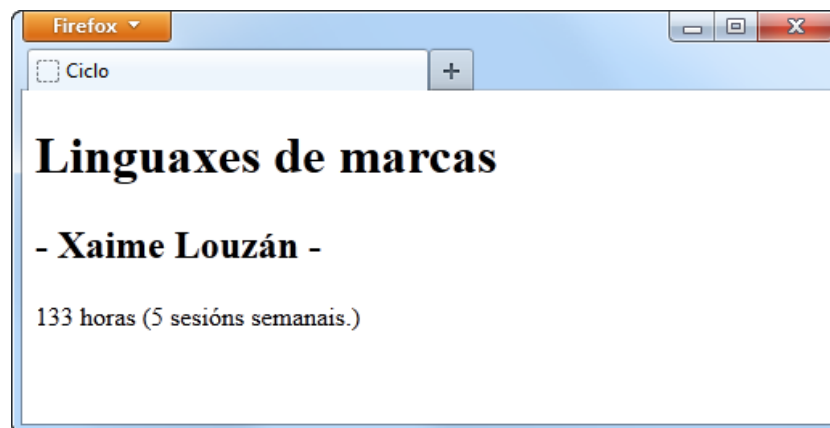 Firefox
Ciclo
Linguaxes de marcas
- Xaime Louzán -
133 horas (5 sesións semanais.)